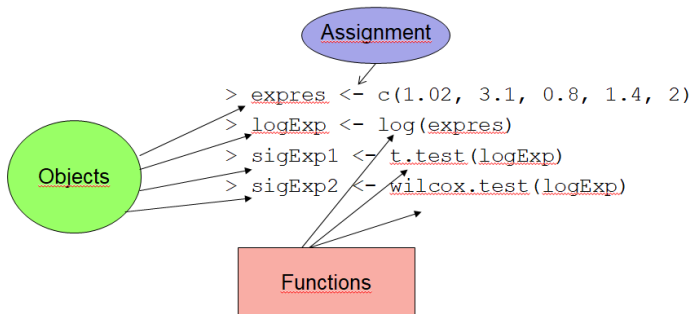 Assignment
> expres <- c(1.02, 3.1, 0.8, 1.4, 2)
> logExp <- log(expres)
> sigExp1 <- t.test(logExp)
> sigExp2 <- wilcox.test(logExp)
Objects
Functions